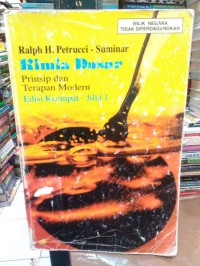 MILIK NEGARA
TIDAK DIPERDAGANGKAN
Ralph H. Petrucci - Suminar
Kimia Dasar
Prinsip dan
Terapan Modern
Edisi Keempat - Jilid 1